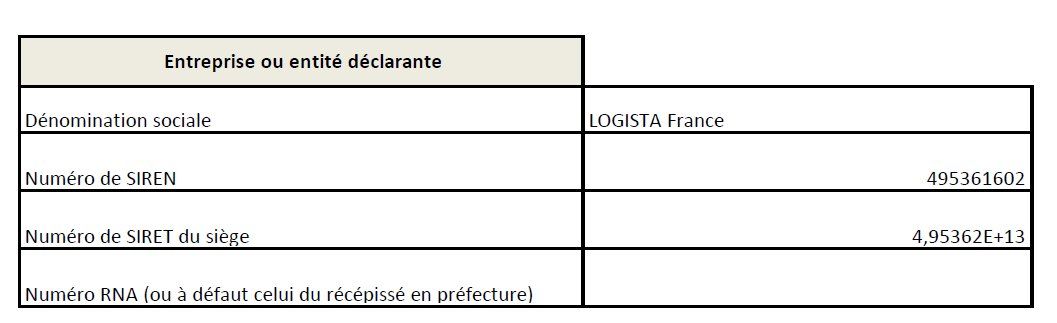 Entreprise ou entité déclarante
Dénomination sociale LOGISTA France
Numéro de SIREN 495361602
Numéro de SIRET du siège 4,95362E+13
Numéro RNA (ou à défaut celui du récépissé en préfecture)